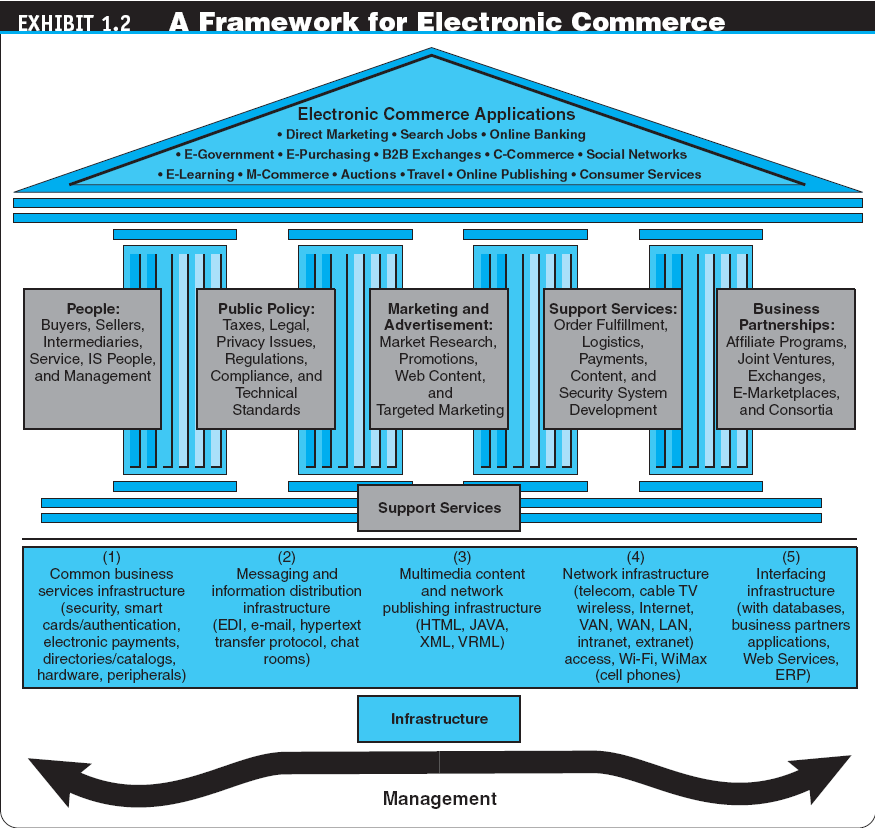 EXHIBIT 1.2 A Framework for Electronic Commerce
Electronic Commerce Applications
• Direct Marketing • Search Jobs • Online Banking
• E-Government • E-Purchasing • B2B Exchanges • C-Commerce • Social Networks
• E-Learning • M-Commerce • Auctions • Travel • Online Publishing • Consumer Services
People:
Buyers, Sellers,
Intermediaries,
Service, IS People,
and Management
Public Policy:
Taxes, Legal,
Privacy Issues,
Regulations,
Compliance, and
Technical
Standards
Marketing and
Advertisement:
Market Research,
Promotions,
Web Content,
and
Targeted Marketing
Support Services:
Order Fulfillment,
Logistics,
Payments,
Content, and
Security System
Development
Business
Partnerships:
Affiliate Programs,
Joint Ventures,
Exchanges,
E-Marketplaces,
and Consortia
Support Services
(1)
Common business
services infrastructure
(security, smart
cards/authentication,
electronic payments,
directories/catalogs,
hardware, peripherals)
(2)
Messaging and
information distribution
infrastructure
(EDI, e-mail, hypertext
transfer protocol, chat
rooms)
(3)
Multimedia content
and network
publishing infrastructure
(HTML, JAVA,
XML, VRML)
(4)
Network infrastructure
(telecom, cable TV
wireless, Internet,
VAN, WAN, LAN,
intranet, extranet)
access, Wi-Fi, WiMax
(cell phones)
(5)
Interfacing
infrastructure
(with databases,
business partners
applications,
Web Services,
ERP)
Infrastructure
Management